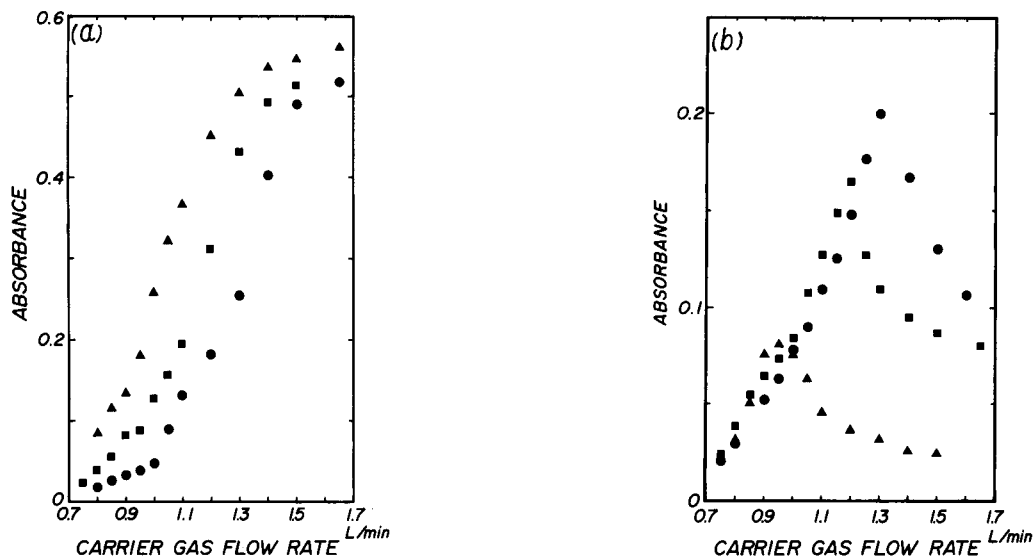 (a)
0.6
0.4
0.2
0
ABSORBANCE
0.7 0.9 1.1 1.3 1.5 1.7
L/min
CARRIER GAS FLOW RATE
(b)
0.2
0.1
0
ABSORBANCE
0.7 0.9 1.1 1.3 1.5 1.7
L/min
CARRIER GAS FLOW RATE